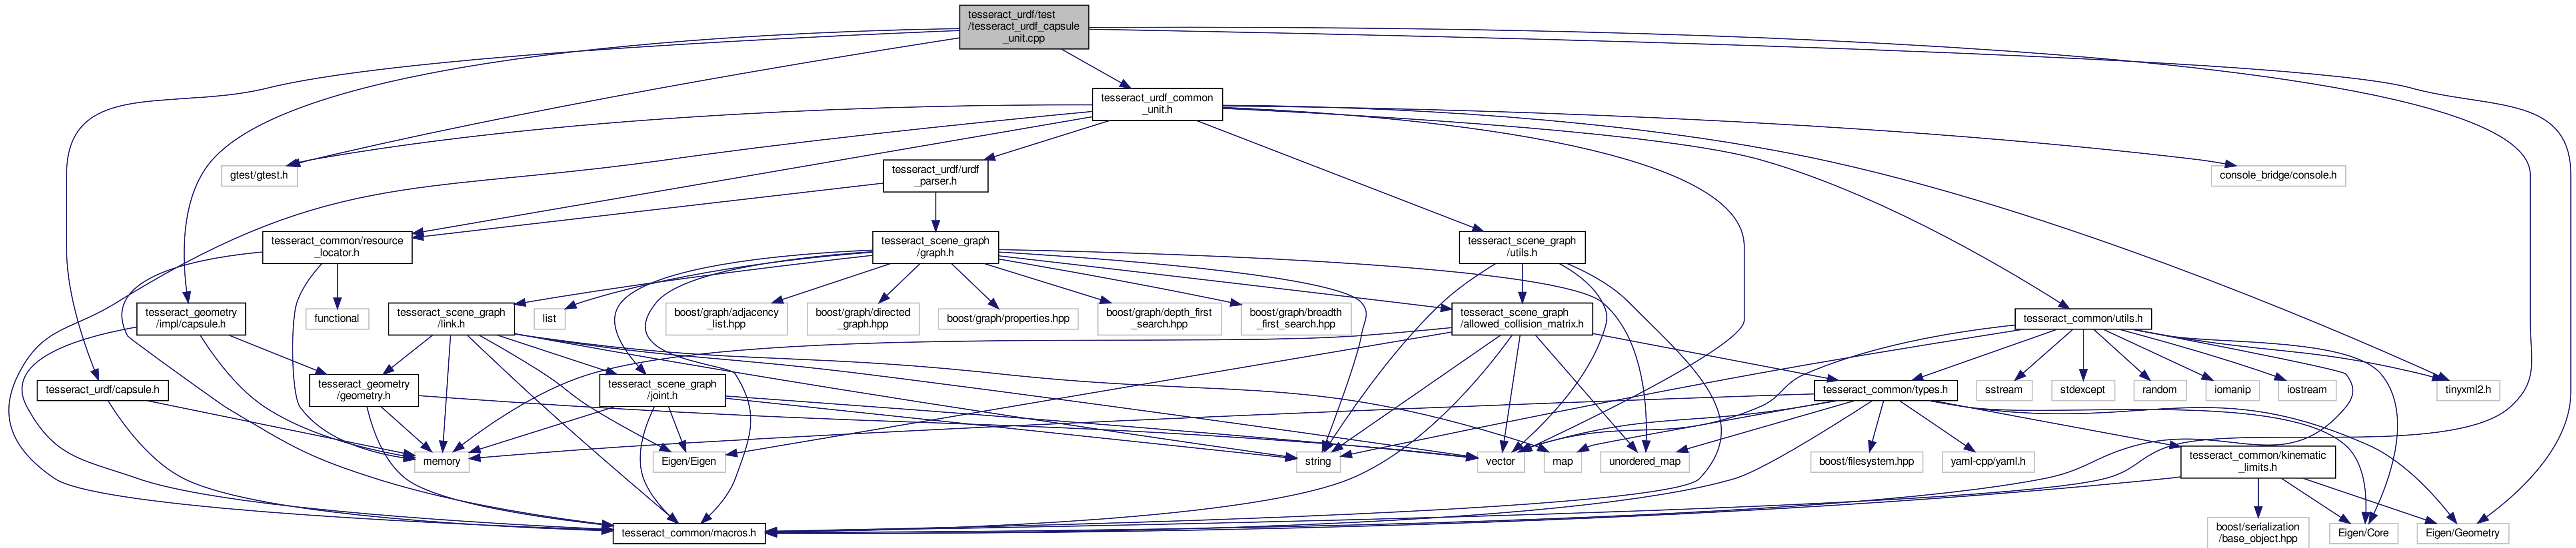 tesseract_urdf/test
/tesseract_urdf_capsule
_unit.cpp
tesseract_urdf_common
_unit.h
gtest/gtest.h
tesseract_urdf/urdf
_parser.h
console_bridge/console.h
tesseract_common/resource
_locator.h
tesseract_scene_graph
/graph.h
tesseract_scene_graph
/utils.h
tesseract_geometry
/impl/capsule.h
functional
tesseract_scene_graph
/link.h
list
boost/graph/adjacency
_list.hpp
boost/graph/directed
_graph.hpp
boost/graph/properties.hpp
boost/graph/depth_first
_search.hpp
boost/graph/breadth
_first_search.hpp
tesseract_scene_graph
/allowed_collision_matrix.h
tesseract_common/utils.h
tesseract_urdf/capsule.h
tesseract_geometry
/geometry.h
tesseract_scene_graph
/joint.h
tesseract_common/types.h
sstream
stdexcept
random
iomanip
iostream
tinyxml2.h
memory
Eigen/Eigen
string
vector
map
unordered_map
boost/filesystem.hpp
yaml-cpp/yaml.h
tesseract_common/kinematic
_limits.h
tesseract_common/macros.h
boost/serialization
/base_object.hpp
Eigen/Core
Eigen/Geometry